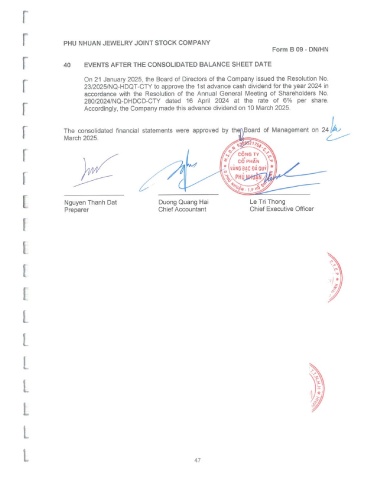 PHU NHUAN JEWELRY JOINT STOCK COMPANY
Form B 09 - DN/HN
40 EVENTS AFTER THE CONSOLIDATED BALANCE SHEET DATE
On 21 January 2025, the Board of Directors of the Company issued the Resolution No.
23/2025/NQ-HDQT-CTY to approve the 1st advance cash dividend for the year 2024 in
accordance with the Resolution of the Annual General Meeting of Shareholders No.
280/2024/NQ-DHDCD-CTY dated 16 April 2024 at the rate of 6% per share.
Accordingly, the Company made this advance dividend on 10 March 2025.
The consolidated financial statements were approved by the Board of Management on 24
March 2025.
CÔNG TY
CỔ PHẦN
VÀNG BẠC ĐÁ QUÝ
PHÚ NHUẬN
Nguyen Thanh Dat
Preparer
Duong Quang Hai
Chief Accountant
Le Tri Thong
Chief Executive Officer
47